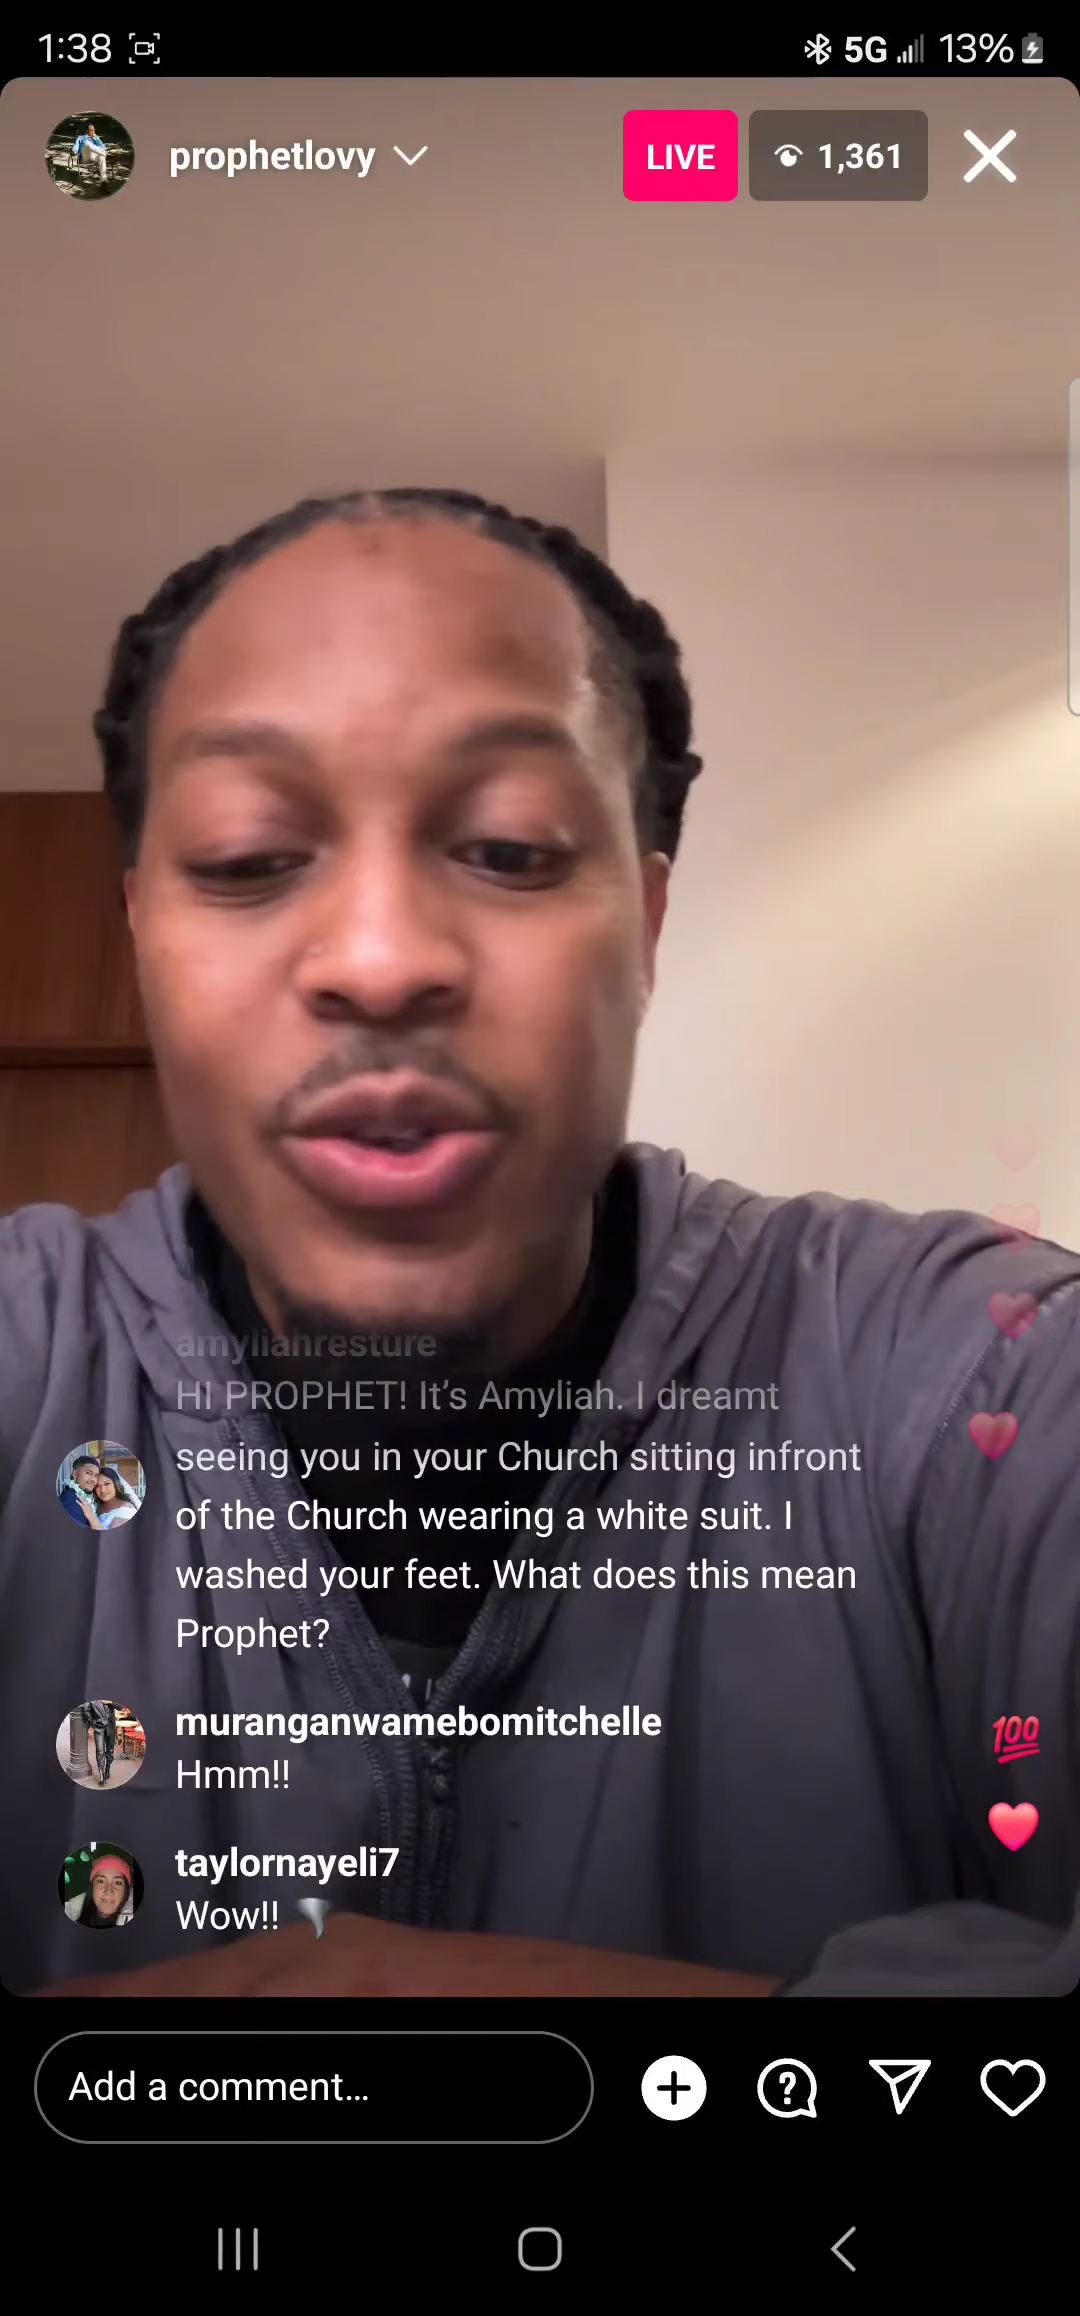 1:38
5G
13%
prophetlovy
LIVE
1,361
amyliahresture
HI PROPHET! It's Amyliah. I dreamt
seeing you in your Church sitting infront
of the Church wearing a white suit. I
washed your feet. What does this mean
Prophet?
muranganwamebomitchelle
Hmm!!
100
taylornayeli7
Wow!!
Add a comment...